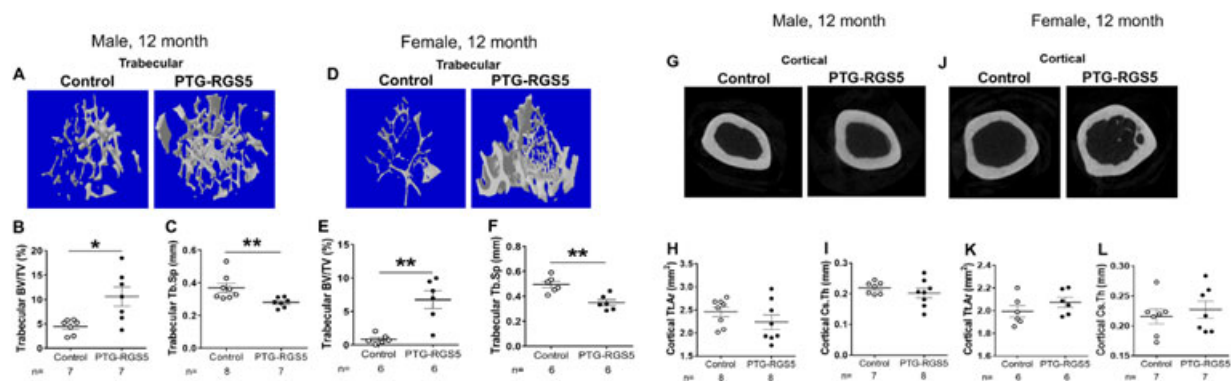 Male, 12 month
Trabecular
A
Control
PTG-RGS5
Female, 12 month
Trabecular
D
Control
PTG-RGS5
Male, 12 month
Cortical
G
Control
PTG-RGS5
Female, 12 month
Cortical
J
Control
PTG-RGS5
B
Trabecular BV/TV (%)
20
15
10
5
0
*
Control
PTG-RGS5
n=
7
7
C
Trabecular Tb.Sp (mm)
0.6
0.4
0.2
0.0
**
Control
PTG-RGS5
n=
8
7
E
Trabecular BV/TV (%)
15
10
5
0
**
Control
PTG-RGS5
n=
6
6
F
Trabecular Tb.Sp (mm)
0.8
0.6
0.4
0.2
0.0
**
Control
PTG-RGS5
n=
6
6
H
Cortical Tt.Ar (mm²)
3.5
3.0
2.5
2.0
1.5
Control
PTG-RGS5
n=
8
8
I
Cortical Cs.Th (mm)
0.3
0.2
0.1
0.0
Control
PTG-RGS5
n=
7
8
K
Cortical Tt.Ar (mm²)
2.4
2.2
2.0
1.8
1.6
Control
PTG-RGS5
n=
6
6
L
Cortical Cs.Th (mm)
0.30
0.25
0.20
0.15
Control
PTG-RGS5
n=
7
7